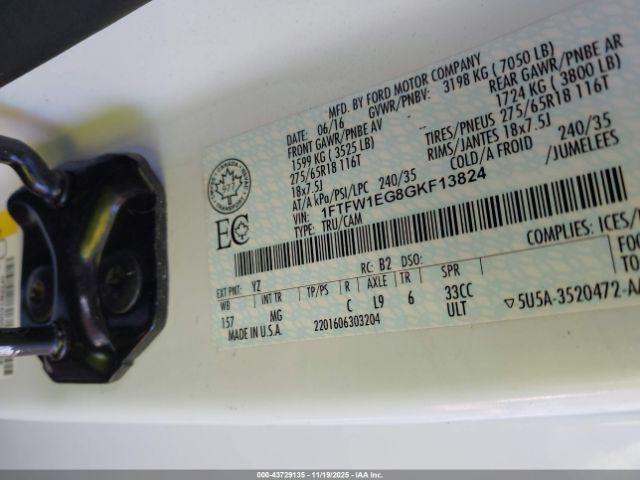 MFD. BY FORD MOTOR COMPANY
DATE: 06/16 GVWR/PNBV: 3198 KG ( 7050 LB)
FRONT GAWR/PNBE AV REAR GAWR/PNBE AR
1599 KG ( 3525 LB) 1724 KG ( 3800 LB)
275/65R18 116T TIRES/PNEUS 275/65R18 116T
18x7.5J RIMS/JANTES 18x7.5J
AT/A kPa/PSI/LPC 240/35 COLD/A FROID 240/35
VIN: 1FTFW1EG8GKF13824 /JUMELEES
TYPE: TRU/CAM
EC
COMPLIES: ICES/
EXT PNT: YZ RC: B2 DSO:
WB INT TR TP/PS R AXLE TR SPR
157 MG C L9 6 33CC
MADE IN U.S.A. 2201606303204 ULT
5U5A-3520472-A
FOG
TO
000-43729135 - 11/19/2025 - IAAI.COM